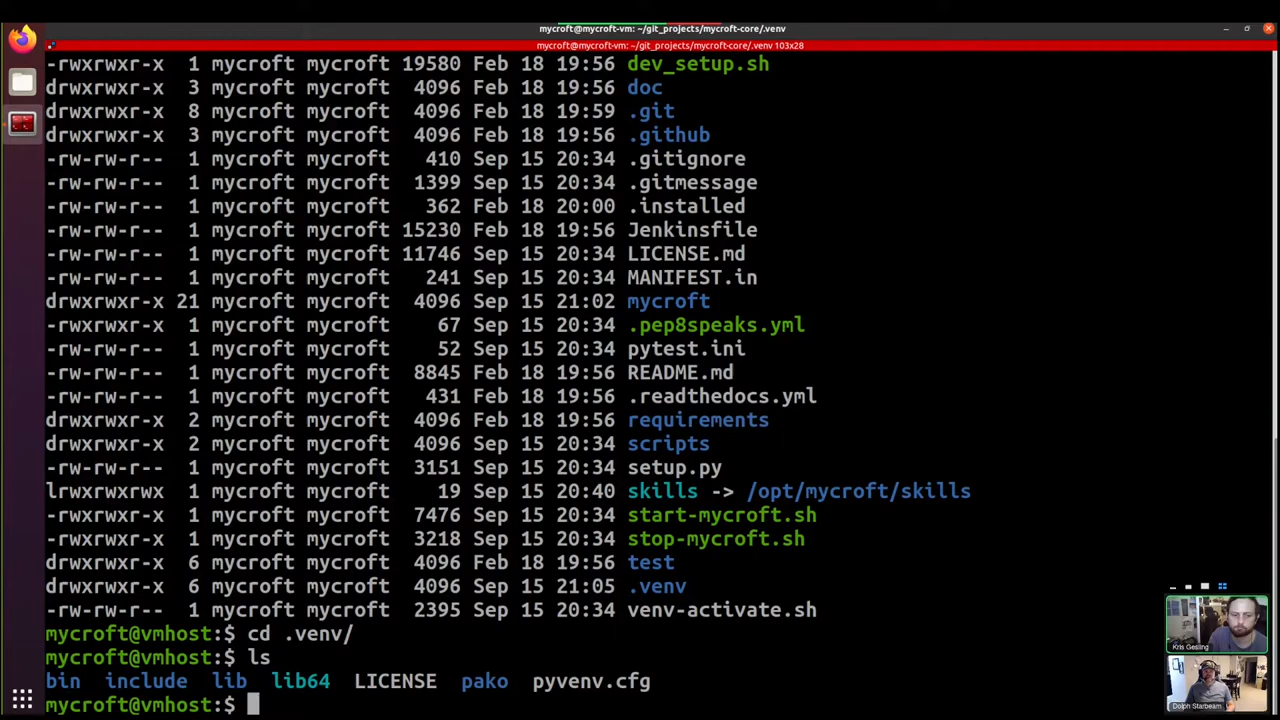 mycroft@mycroft-vm: ~/git_projects/mycroft-core/.venv
mycroft@mycroft-vm: ~/git_projects/mycroft-core/.venv 103x28
-rwxrwxr-x  1 mycroft mycroft 19580 Feb 18 19:56 dev_setup.sh
drwxrwxr-x  3 mycroft mycroft  4096 Feb 18 19:56 doc
drwxrwxr-x  8 mycroft mycroft  4096 Feb 18 19:59 .git
drwxrwxr-x  3 mycroft mycroft  4096 Feb 18 19:56 .github
-rw-rw-r--  1 mycroft mycroft   410 Sep 15 20:34 .gitignore
-rw-rw-r--  1 mycroft mycroft  1399 Sep 15 20:34 .gitmessage
-rw-rw-r--  1 mycroft mycroft   362 Feb 18 20:00 .installed
-rw-rw-r--  1 mycroft mycroft 15230 Feb 18 19:56 Jenkinsfile
-rw-rw-r--  1 mycroft mycroft 11746 Sep 15 20:34 LICENSE.md
-rw-rw-r--  1 mycroft mycroft   241 Sep 15 20:34 MANIFEST.in
drwxrwxr-x 21 mycroft mycroft  4096 Sep 15 21:02 mycroft
-rwxrwxr-x  1 mycroft mycroft    67 Sep 15 20:34 .pep8speaks.yml
-rw-rw-r--  1 mycroft mycroft    52 Sep 15 20:34 pytest.ini
-rw-rw-r--  1 mycroft mycroft  8845 Feb 18 19:56 README.md
-rw-rw-r--  1 mycroft mycroft   431 Feb 18 19:56 .readthedocs.yml
drwxrwxr-x  2 mycroft mycroft  4096 Feb 18 19:56 requirements
drwxrwxr-x  2 mycroft mycroft  4096 Sep 15 20:34 scripts
-rw-rw-r--  1 mycroft mycroft  3151 Sep 15 20:34 setup.py
lrwxrwxrwx  1 mycroft mycroft    19 Sep 15 20:40 skills -> /opt/mycroft/skills
-rwxrwxr-x  1 mycroft mycroft  7476 Sep 15 20:34 start-mycroft.sh
-rwxrwxr-x  1 mycroft mycroft  3218 Sep 15 20:34 stop-mycroft.sh
drwxrwxr-x  6 mycroft mycroft  4096 Feb 18 19:56 test
drwxrwxr-x  6 mycroft mycroft  4096 Sep 15 21:05 .venv
-rw-rw-r--  1 mycroft mycroft  2395 Sep 15 20:34 venv-activate.sh
mycroft@vmhost:$ cd .venv/
mycroft@vmhost:$ ls
bin  include  lib  lib64  LICENSE  pako  pyvenv.cfg
mycroft@vmhost:$
Kris Gesling
Dolph Starbeam